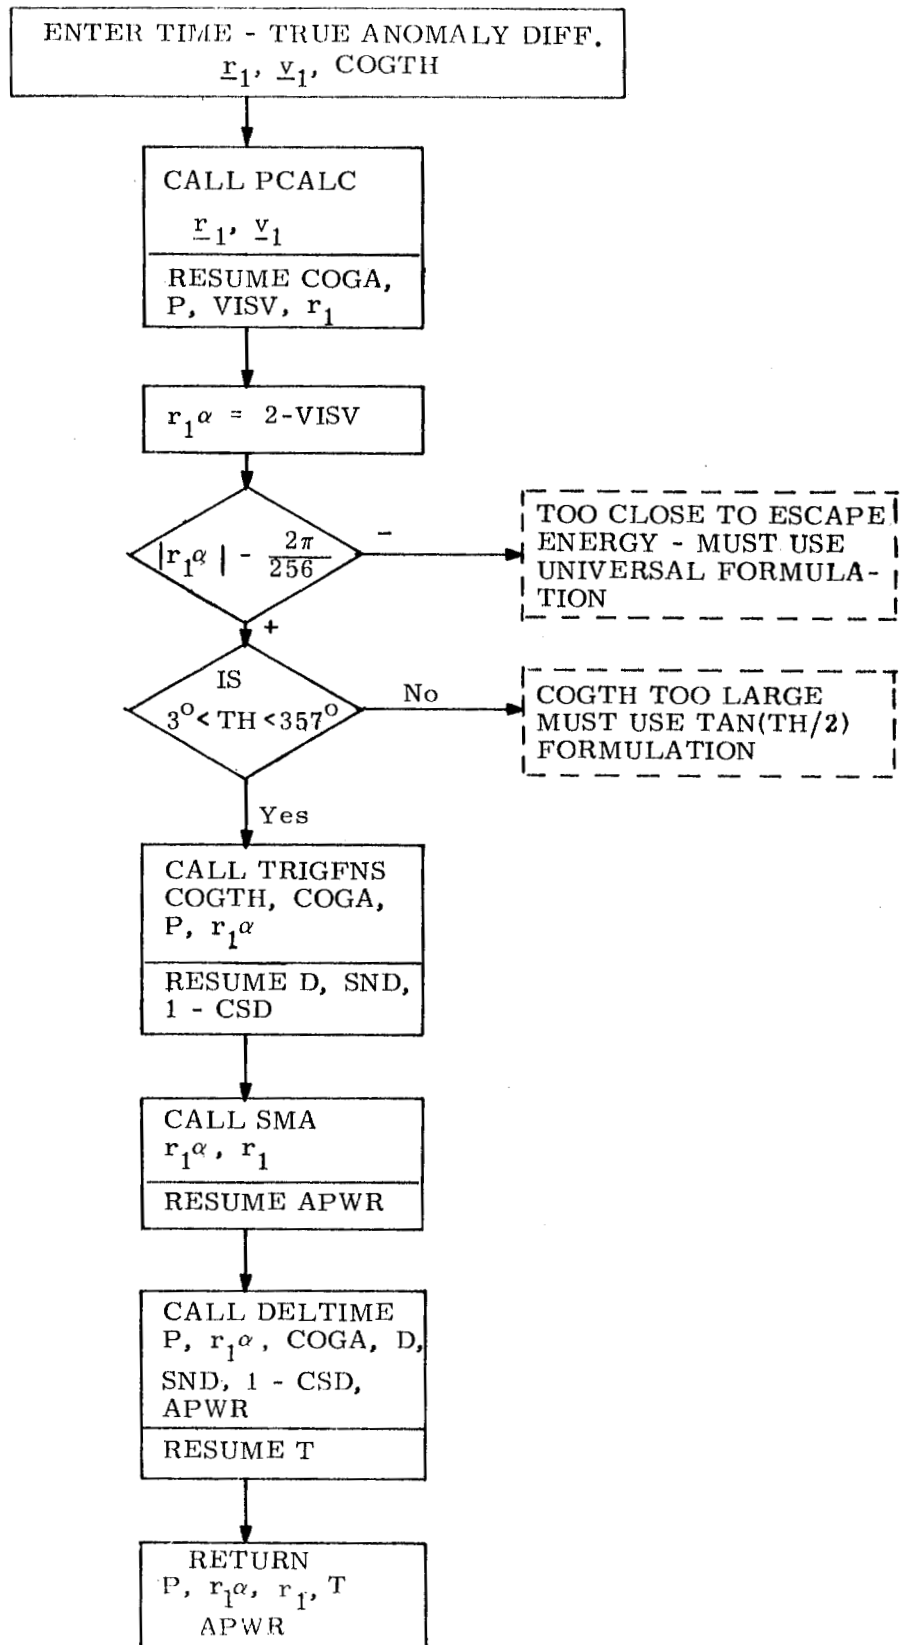 ENTER TIME - TRUE ANOMALY DIFF.
r₁, v₁, COGTH
CALL PCALC
r₁, v₁
RESUME COGA,
P, VISV, r₁
r₁α = 2-VISV
|r₁α| - 2π/256
-
+
TOO CLOSE TO ESCAPE
ENERGY - MUST USE
UNIVERSAL FORMULA-
TION
IS
3° < TH < 357°
No
COGTH TOO LARGE
MUST USE TAN(TH/2)
FORMULATION
Yes
CALL TRIGFNS
COGTH, COGA,
P, r₁α
RESUME D, SND,
1 - CSD
CALL SMA
r₁α, r₁
RESUME APWR
CALL DELTIME
P, r₁α, COGA, D,
SND, 1 - CSD,
APWR
RESUME T
RETURN
P, r₁α, r₁, T
APWR